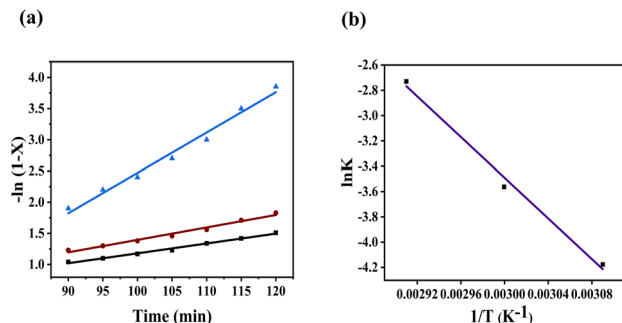 (a)
(b)
4.0
3.5
3.0
2.5
2.0
1.5
1.0
-ln (1-X)
90 95 100 105 110 115 120
Time (min)
-2.6
-2.8
-3.0
-3.2
-3.4
-3.6
-3.8
-4.0
-4.2
lnK
0.00292 0.00296 0.00300 0.00304 0.00308
1/T (K-1)